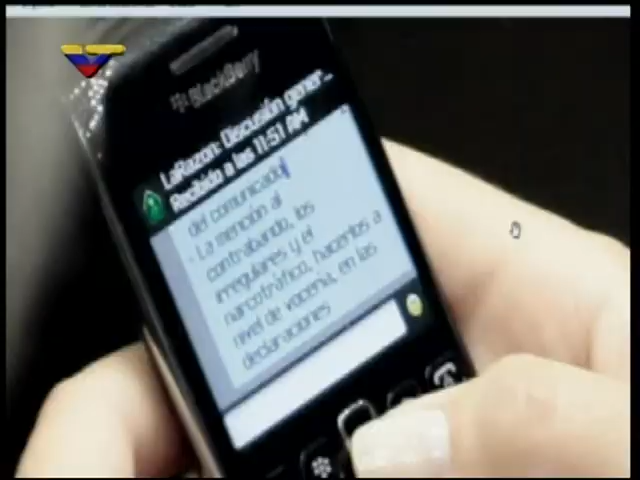 BlackBerry
LaRazon: Discusión gener...
Recibido a las 11:51 AM
del comunicado
- La mención al
contrabando, los
irregulares y el
narcotráfico, hacerlos a
nivel de vocería, en las
declaraciones